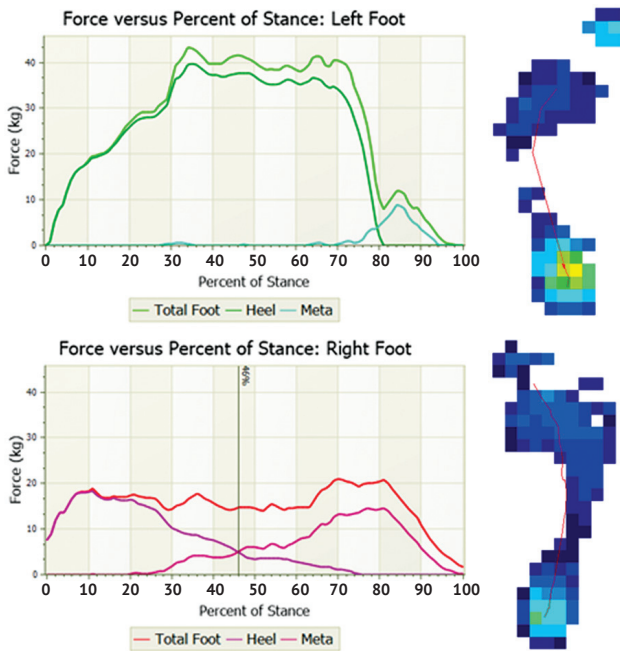 Force versus Percent of Stance: Left Foot
Force (kg)
40
30
20
10
0
0 10 20 30 40 50 60 70 80 90 100
Percent of Stance
Total Foot Heel Meta
Force versus Percent of Stance: Right Foot
46%
Force (kg)
40
30
20
10
0
0 10 20 30 40 50 60 70 80 90 100
Percent of Stance
Total Foot Heel Meta